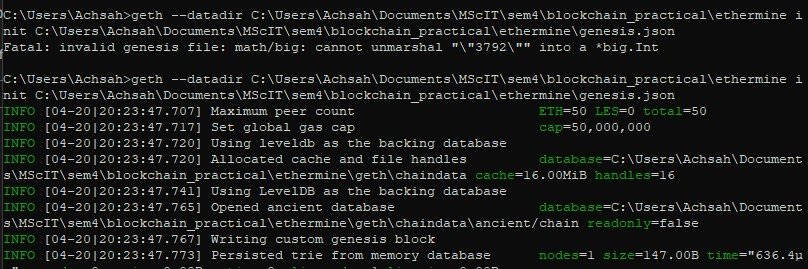 C:\Users\Achsah>geth --datadir C:\Users\Achsah\Documents\MScIT\sem4\blockchain_practical\ethermine i
nit C:\Users\Achsah\Documents\MScIT\sem4\blockchain_practical\ethermine\genesis.json
Fatal: invalid genesis file: math/big: cannot unmarshal "\"3792\"" into a *big.Int
C:\Users\Achsah>geth --datadir C:\Users\Achsah\Documents\MScIT\sem4\blockchain_practical\ethermine i
nit C:\Users\Achsah\Documents\MScIT\sem4\blockchain_practical\ethermine\genesis.json
INFO [04-20|20:23:47.707] Maximum peer count ETH=50 LES=0 total=50
INFO [04-20|20:23:47.717] Set global gas cap cap=50,000,000
INFO [04-20|20:23:47.720] Using leveldb as the backing database
INFO [04-20|20:23:47.720] Allocated cache and file handles database=C:\Users\Achsah\Document
s\MScIT\sem4\blockchain_practical\ethermine\geth\chaindata cache=16.00MiB handles=16
INFO [04-20|20:23:47.741] Using LevelDB as the backing database
INFO [04-20|20:23:47.765] Opened ancient database database=C:\Users\Achsah\Document
s\MScIT\sem4\blockchain_practical\ethermine\geth\chaindata\ancient/chain readonly=false
INFO [04-20|20:23:47.767] Writing custom genesis block
INFO [04-20|20:23:47.773] Persisted trie from memory database nodes=1 size=147.00B time="636.4µ